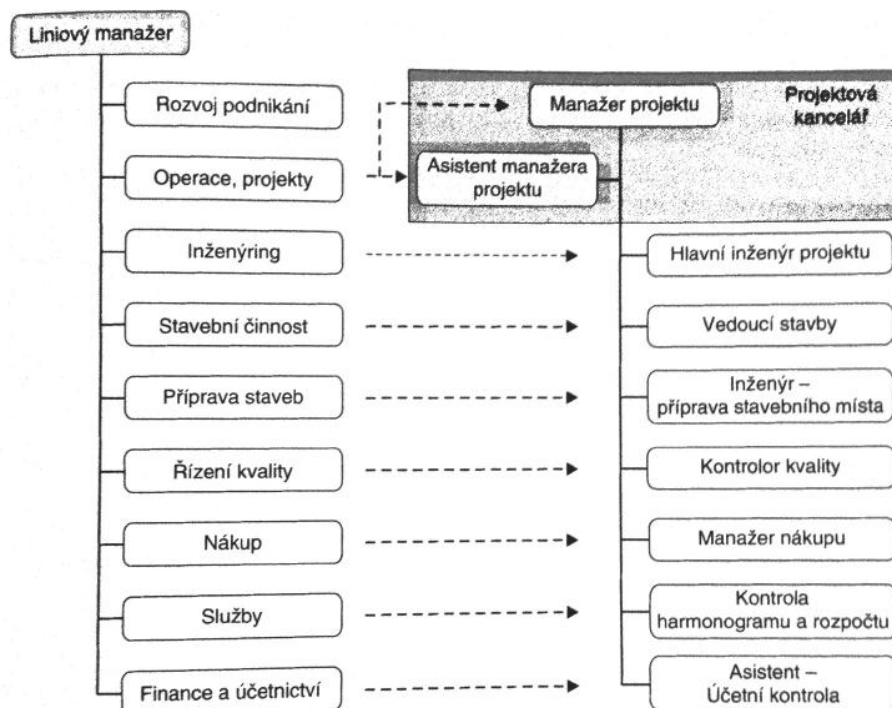 Liniový manažer
Rozvoj podnikání
Manažer projektu
Projektová
kancelář
Operace, projekty
Asistent manažera
projektu
Inženýring
Hlavní inženýr projektu
Stavební činnost
Vedoucí stavby
Příprava staveb
Inženýr –
příprava stavebního místa
Řízení kvality
Kontrolor kvality
Nákup
Manažer nákupu
Služby
Kontrola
harmonogramu a rozpočtu
Finance a účetnictví
Asistent –
Účetní kontrola